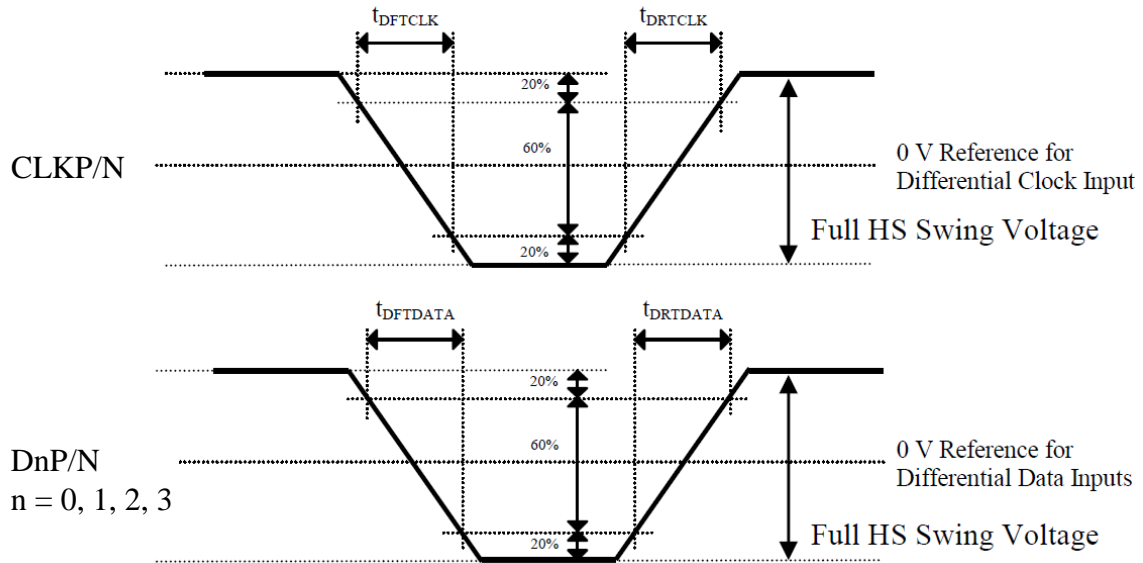 tDFTCLK
tDRTCLK
20%
60%
20%
CLKP/N
0 V Reference for
Differential Clock Input
Full HS Swing Voltage
tDFTDATA
tDRTDATA
20%
60%
20%
DnP/N
n = 0, 1, 2, 3
0 V Reference for
Differential Data Inputs
Full HS Swing Voltage